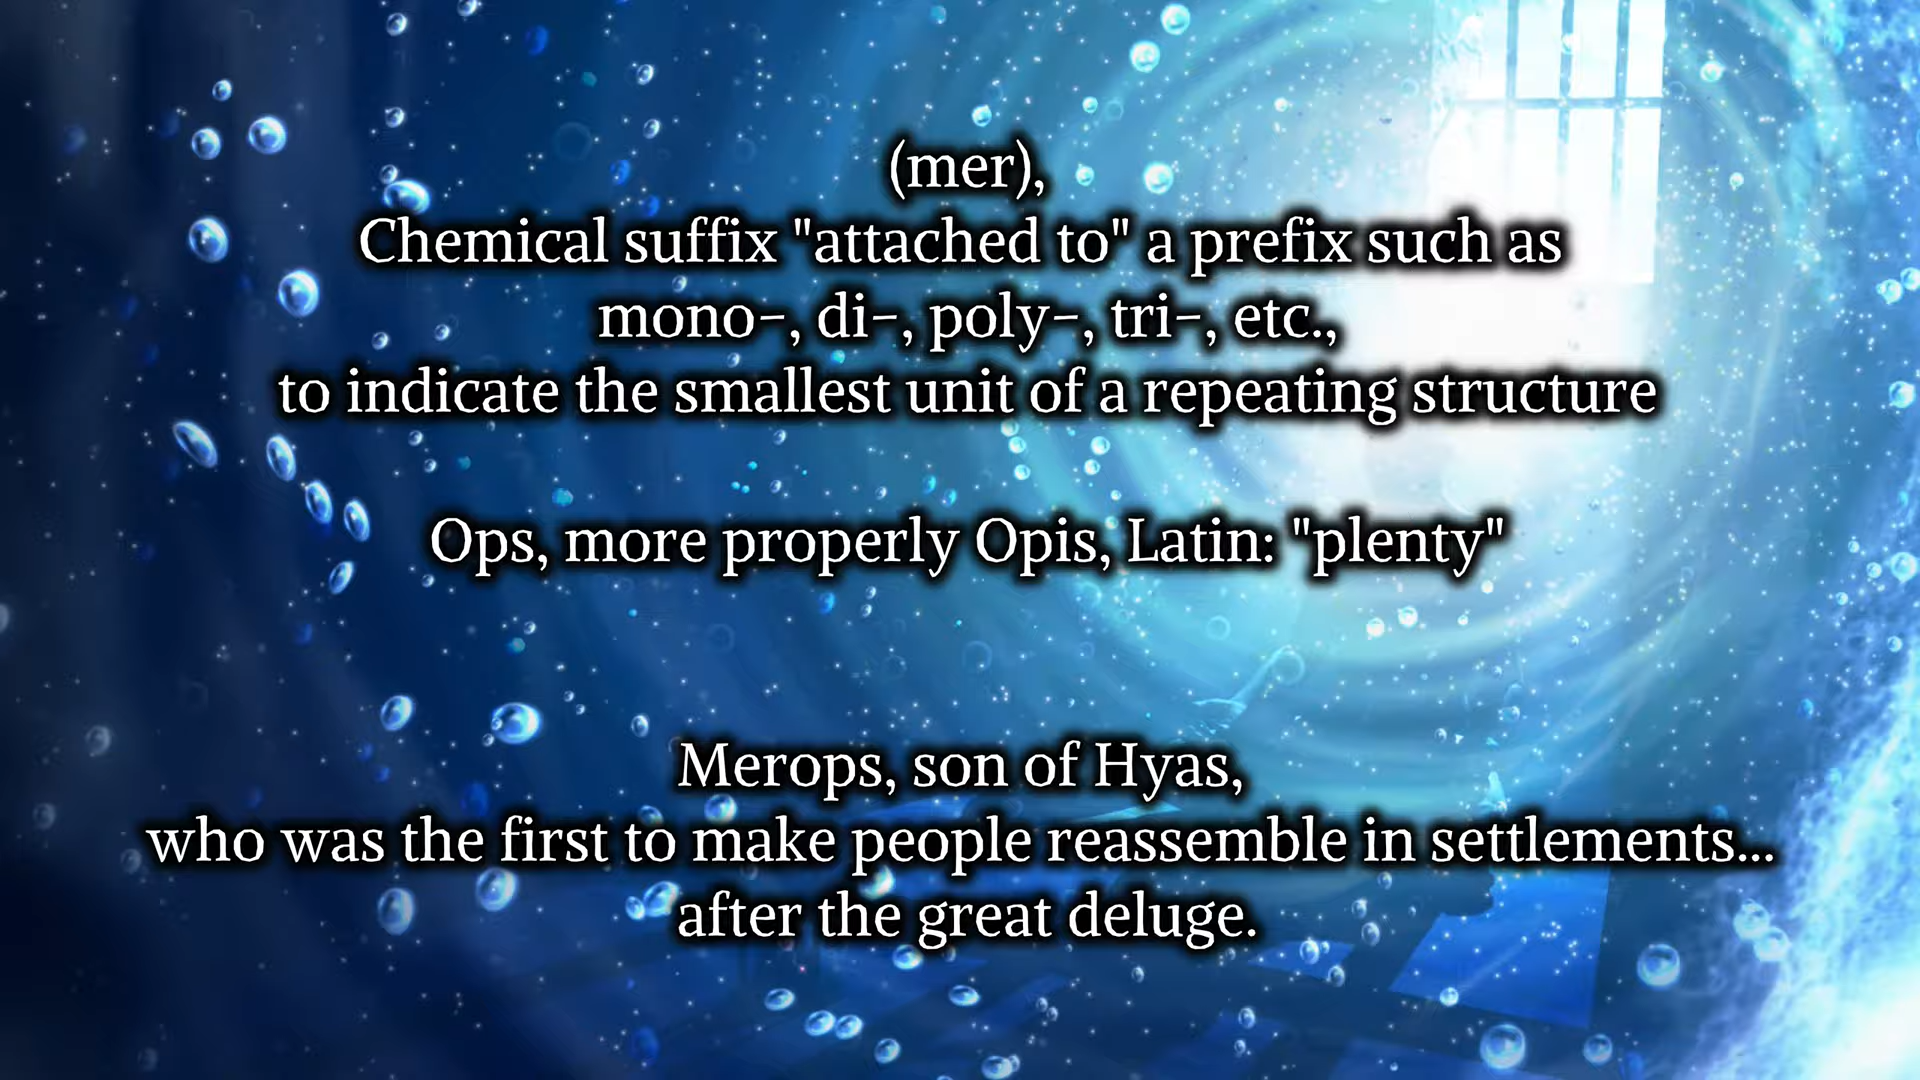 (mer),
Chemical suffix "attached to" a prefix such as
mono-, di-, poly-, tri-, etc.,
to indicate the smallest unit of a repeating structure
Ops, more properly Opis, Latin: "plenty"
Merops, son of Hyas,
who was the first to make people reassemble in settlements...
after the great deluge.